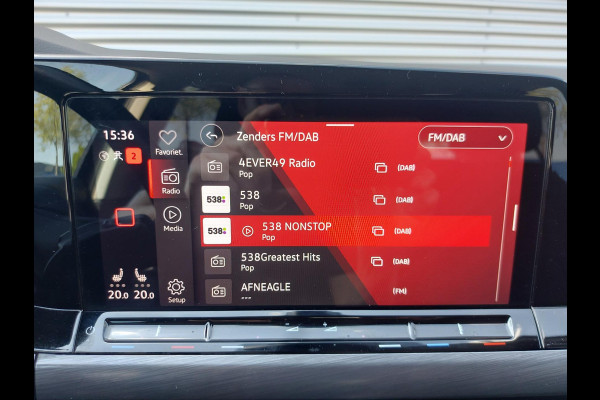 15:36
Favoriet.
Zenders FM/DAB
FM/DAB
2
4EVER49 Radio
Pop
(DAB)
Radio
538
538
Pop
(DAB)
Media
538
538 NONSTOP
Pop
(DAB)
538Greatest Hits
Pop
(DAB)
20.0 20.0
Setup
AFNEAGLE
---
(FM)